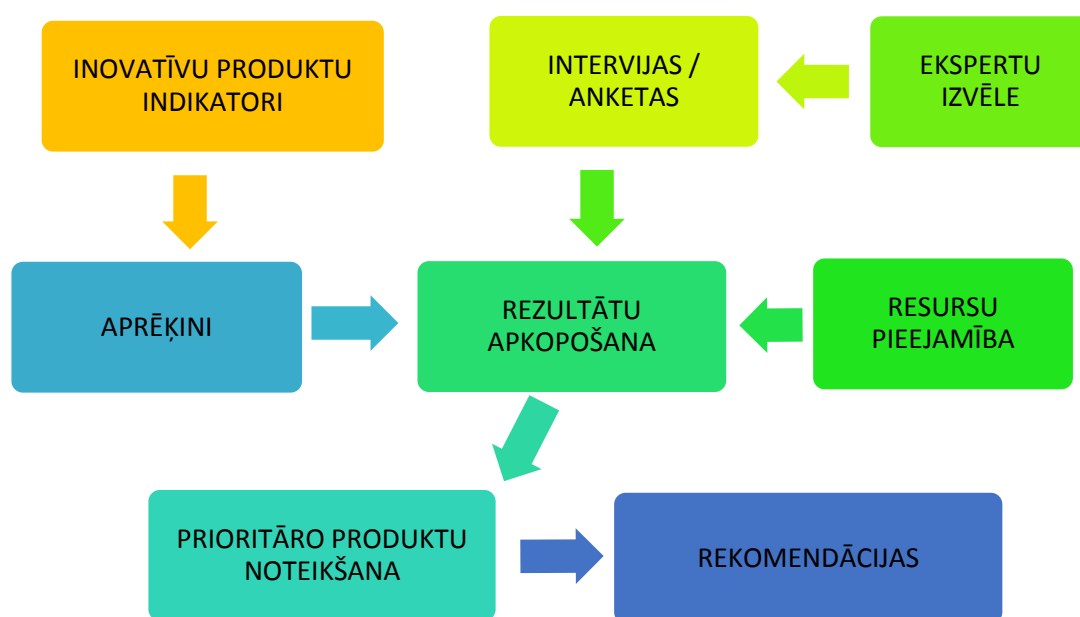 INOVATĪVU PRODUKTU
INDIKATORI
INTERVIJAS /
ANKETAS
EKSPERTU
IZVĒLE
APRĒĶINI
REZULTĀTU
APKOPOŠANA
RESURSU
PIEEJAMĪBA
PRIORITĀRO PRODUKTU
NOTEIKŠANA
REKOMENDĀCIJAS